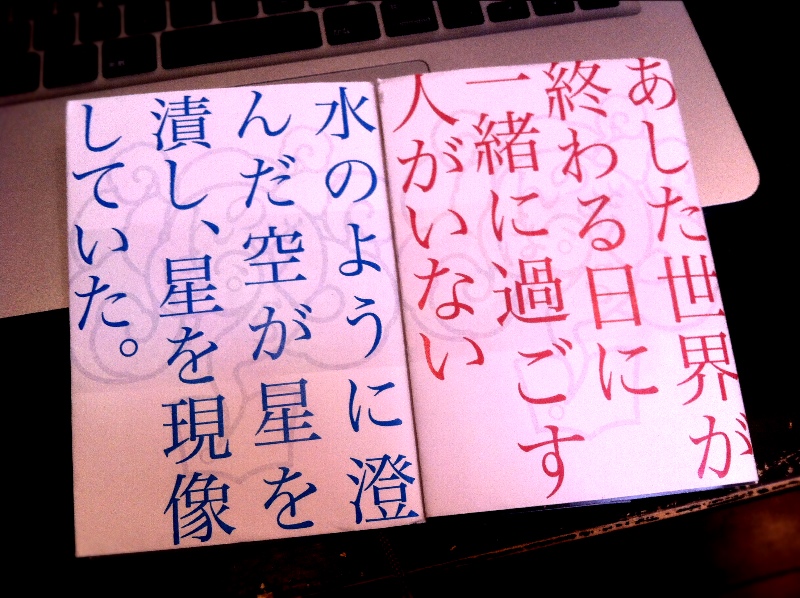 あした世界が
終わる日に
一緒に過ごす
人がいない
水のように澄
んだ空が星を
漬し、星を現像
していた。